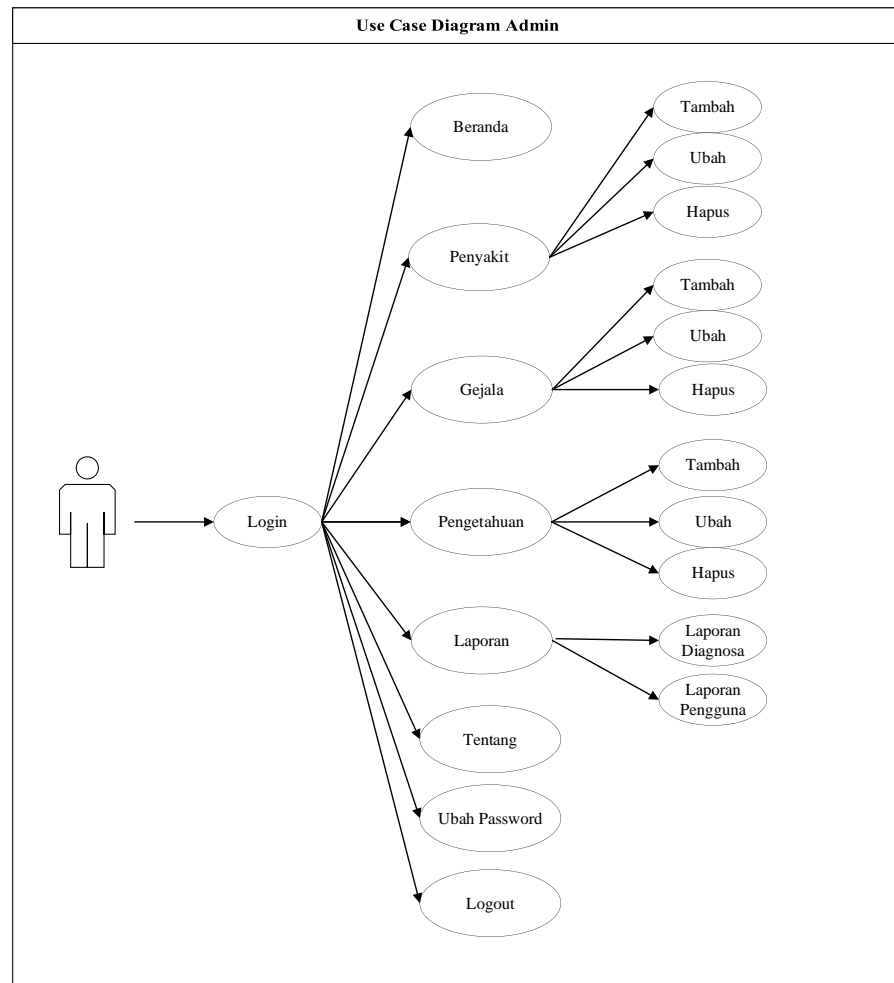 Use Case Diagram Admin
Beranda
Tambah
Ubah
Hapus
Penyakit
Tambah
Ubah
Hapus
Gejala
Tambah
Ubah
Hapus
Login
Pengetahuan
Laporan
Laporan
Diagnosa
Laporan
Pengguna
Tentang
Ubah Password
Logout